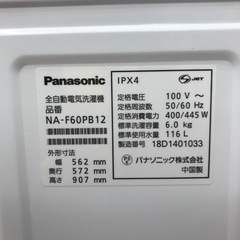 Panasonic
全自動電気洗濯機
品番
NA-F60PB12
外形寸法
幅 562 mm
奥行 572 mm
高さ 907 mm
IPX4
S JET
定格電圧 100 V～
定格周波数 50/60 Hz
定格消費電力 400/445 W
標準洗濯容量 6.0 kg
標準使用水量 116 L
製造番号 18D1401033
パナソニック株式会社
中国製